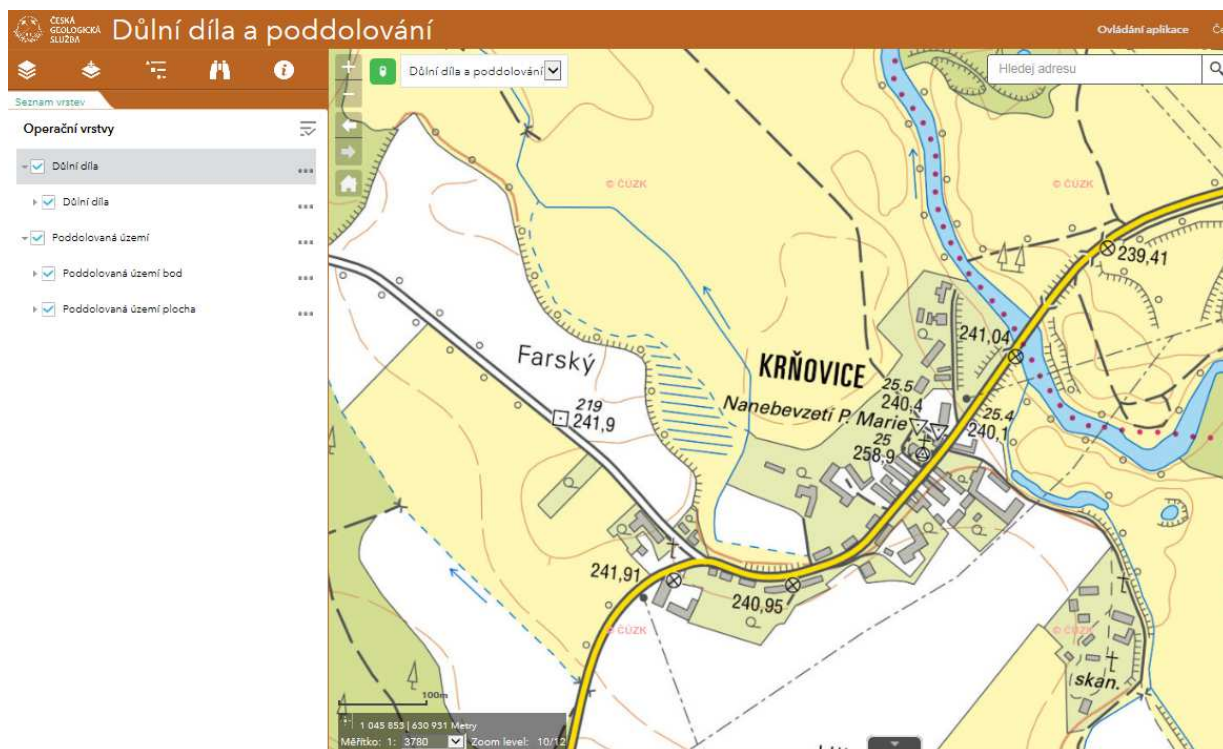 ČESKÁ
GEOLOGICKÁ
SLUŽBA
Důlní díla a poddolování
Ovládání aplikace
Seznam vrstev
Operační vrstvy
Důlní díla
Důlní díla
Poddolovaná území
Poddolovaná území bod
Poddolovaná území plocha
Důlní díla a poddolování
Hledej adresu
© ČÚZK
© ČÚZK
239,41
241,04
KRŇOVICE
25.5
240,4
Nanebevzetí P. Marie
25.4
240,1
25
258,9
Farský
219
241,9
241,91
240,95
© ČÚZK
© ČÚZK
skan.
100m
1 045 853 | 630 931 Metry
Měřítko: 1: 3780
Zoom level: 10/12